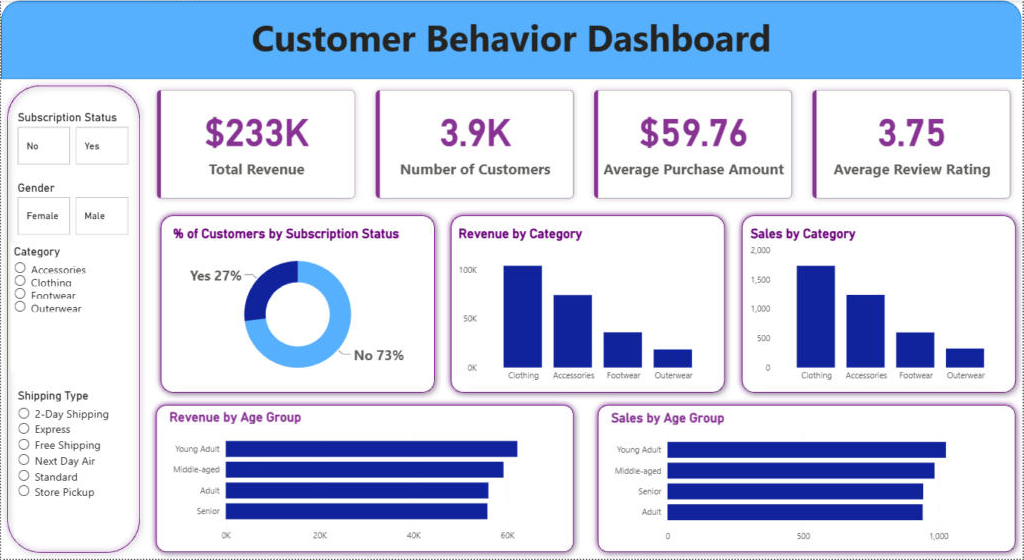 Customer Behavior Dashboard
Subscription Status
No Yes
Gender
Female Male
Category
Accessories
Clothing
Footwear
Outerwear
Shipping Type
2-Day Shipping
Express
Free Shipping
Next Day Air
Standard
Store Pickup
$233K
Total Revenue
3.9K
Number of Customers
$59.76
Average Purchase Amount
3.75
Average Review Rating
% of Customers by Subscription Status
Yes 27%
No 73%
Revenue by Category
100K
50K
0K
Clothing Accessories Footwear Outerwear
Sales by Category
2,000
1,500
1,000
500
0
Clothing Accessories Footwear Outerwear
Revenue by Age Group
Young Adult
Middle-aged
Adult
Senior
0K 20K 40K 60K
Sales by Age Group
Young Adult
Middle-aged
Senior
Adult
0 500 1,000